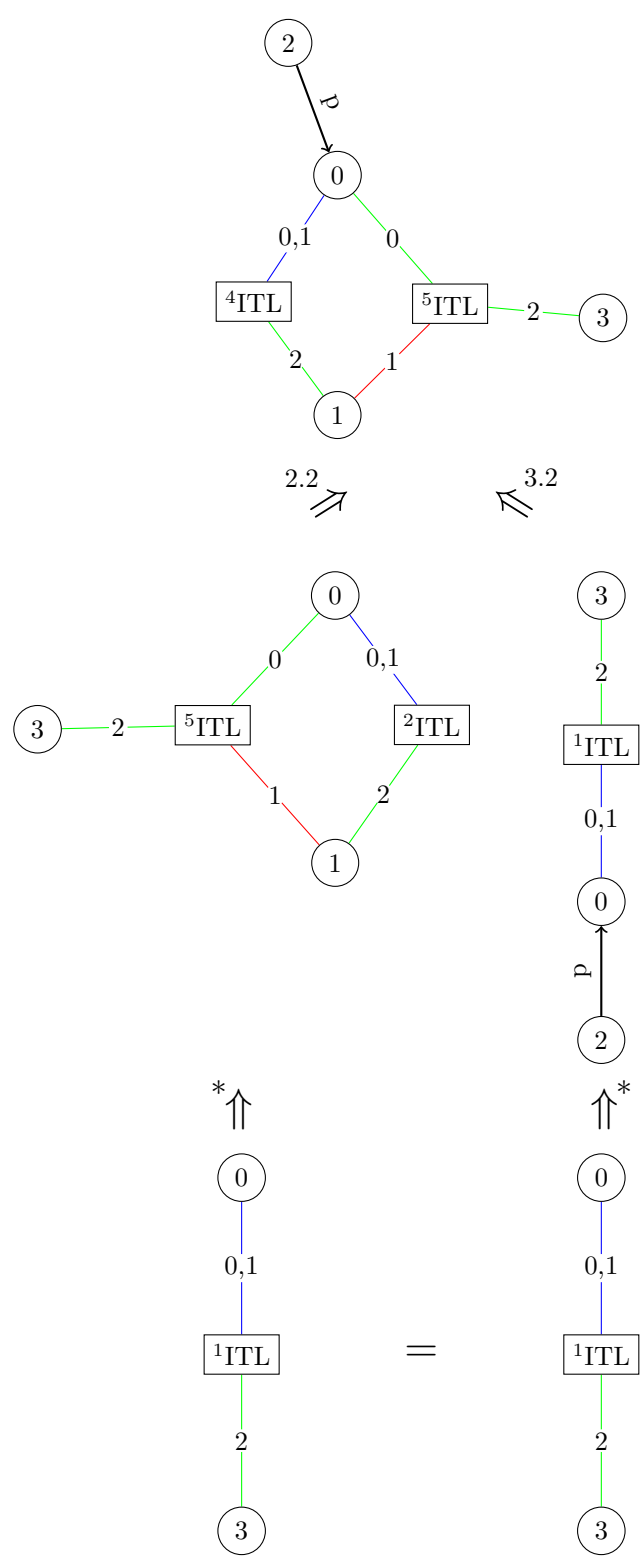 2
p
0
0,1 0
⁴ITL ⁵ITL 2 3
2 1
1
2.2 ⇗ ⇖ 3.2
0 3
0 0,1 2
3 2 ⁵ITL ²ITL ¹ITL
1 2 0,1
1 0
p
2
*⇑ ⇑*
0 0
0,1 0,1
¹ITL = ¹ITL
2 2
3 3